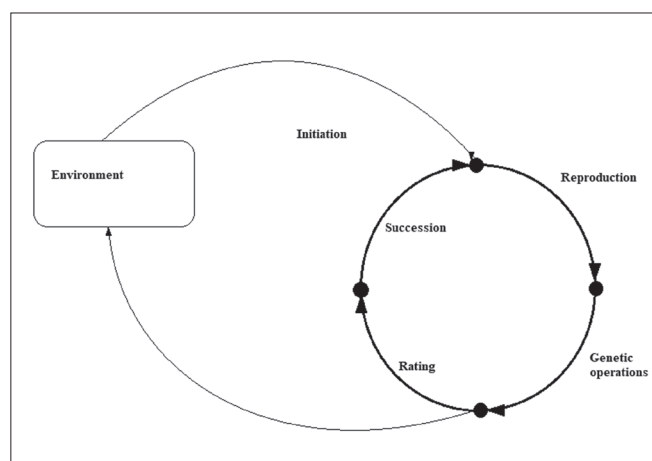 Initiation
Environment
Reproduction
Succession
Rating
Genetic
operations